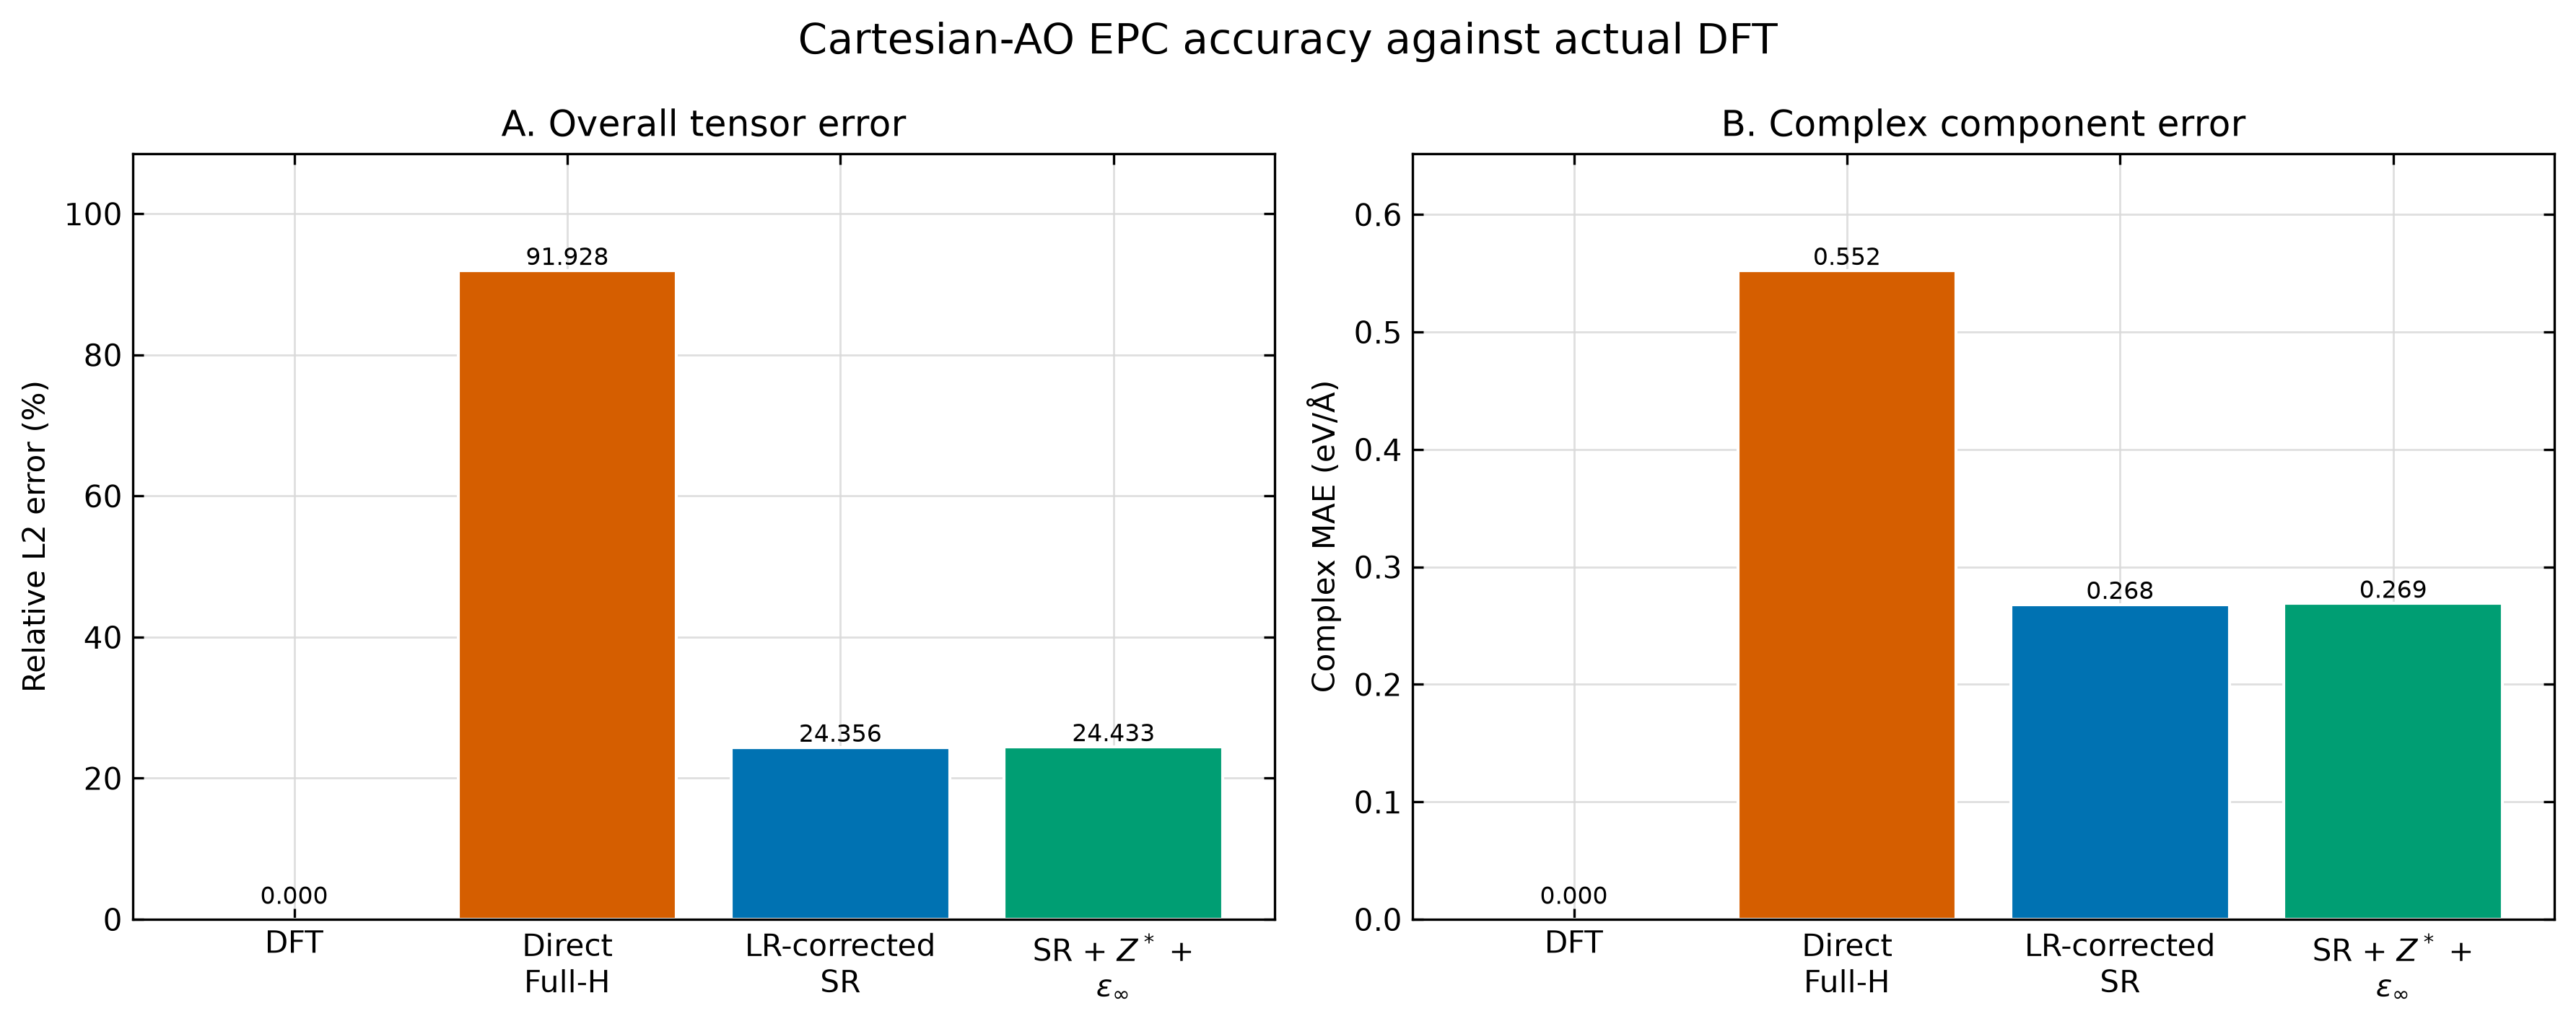 Cartesian-AO EPC accuracy against actual DFT
A. Overall tensor error
Relative L2 error (%)
100
80
60
40
20
0
0.000
91.928
24.356
24.433
DFT
Direct
Full-H
LR-corrected
SR
SR + Z* +
ε∞
B. Complex component error
Complex MAE (eV/Å)
0.6
0.5
0.4
0.3
0.2
0.1
0.0
0.000
0.552
0.268
0.269
DFT
Direct
Full-H
LR-corrected
SR
SR + Z* +
ε∞